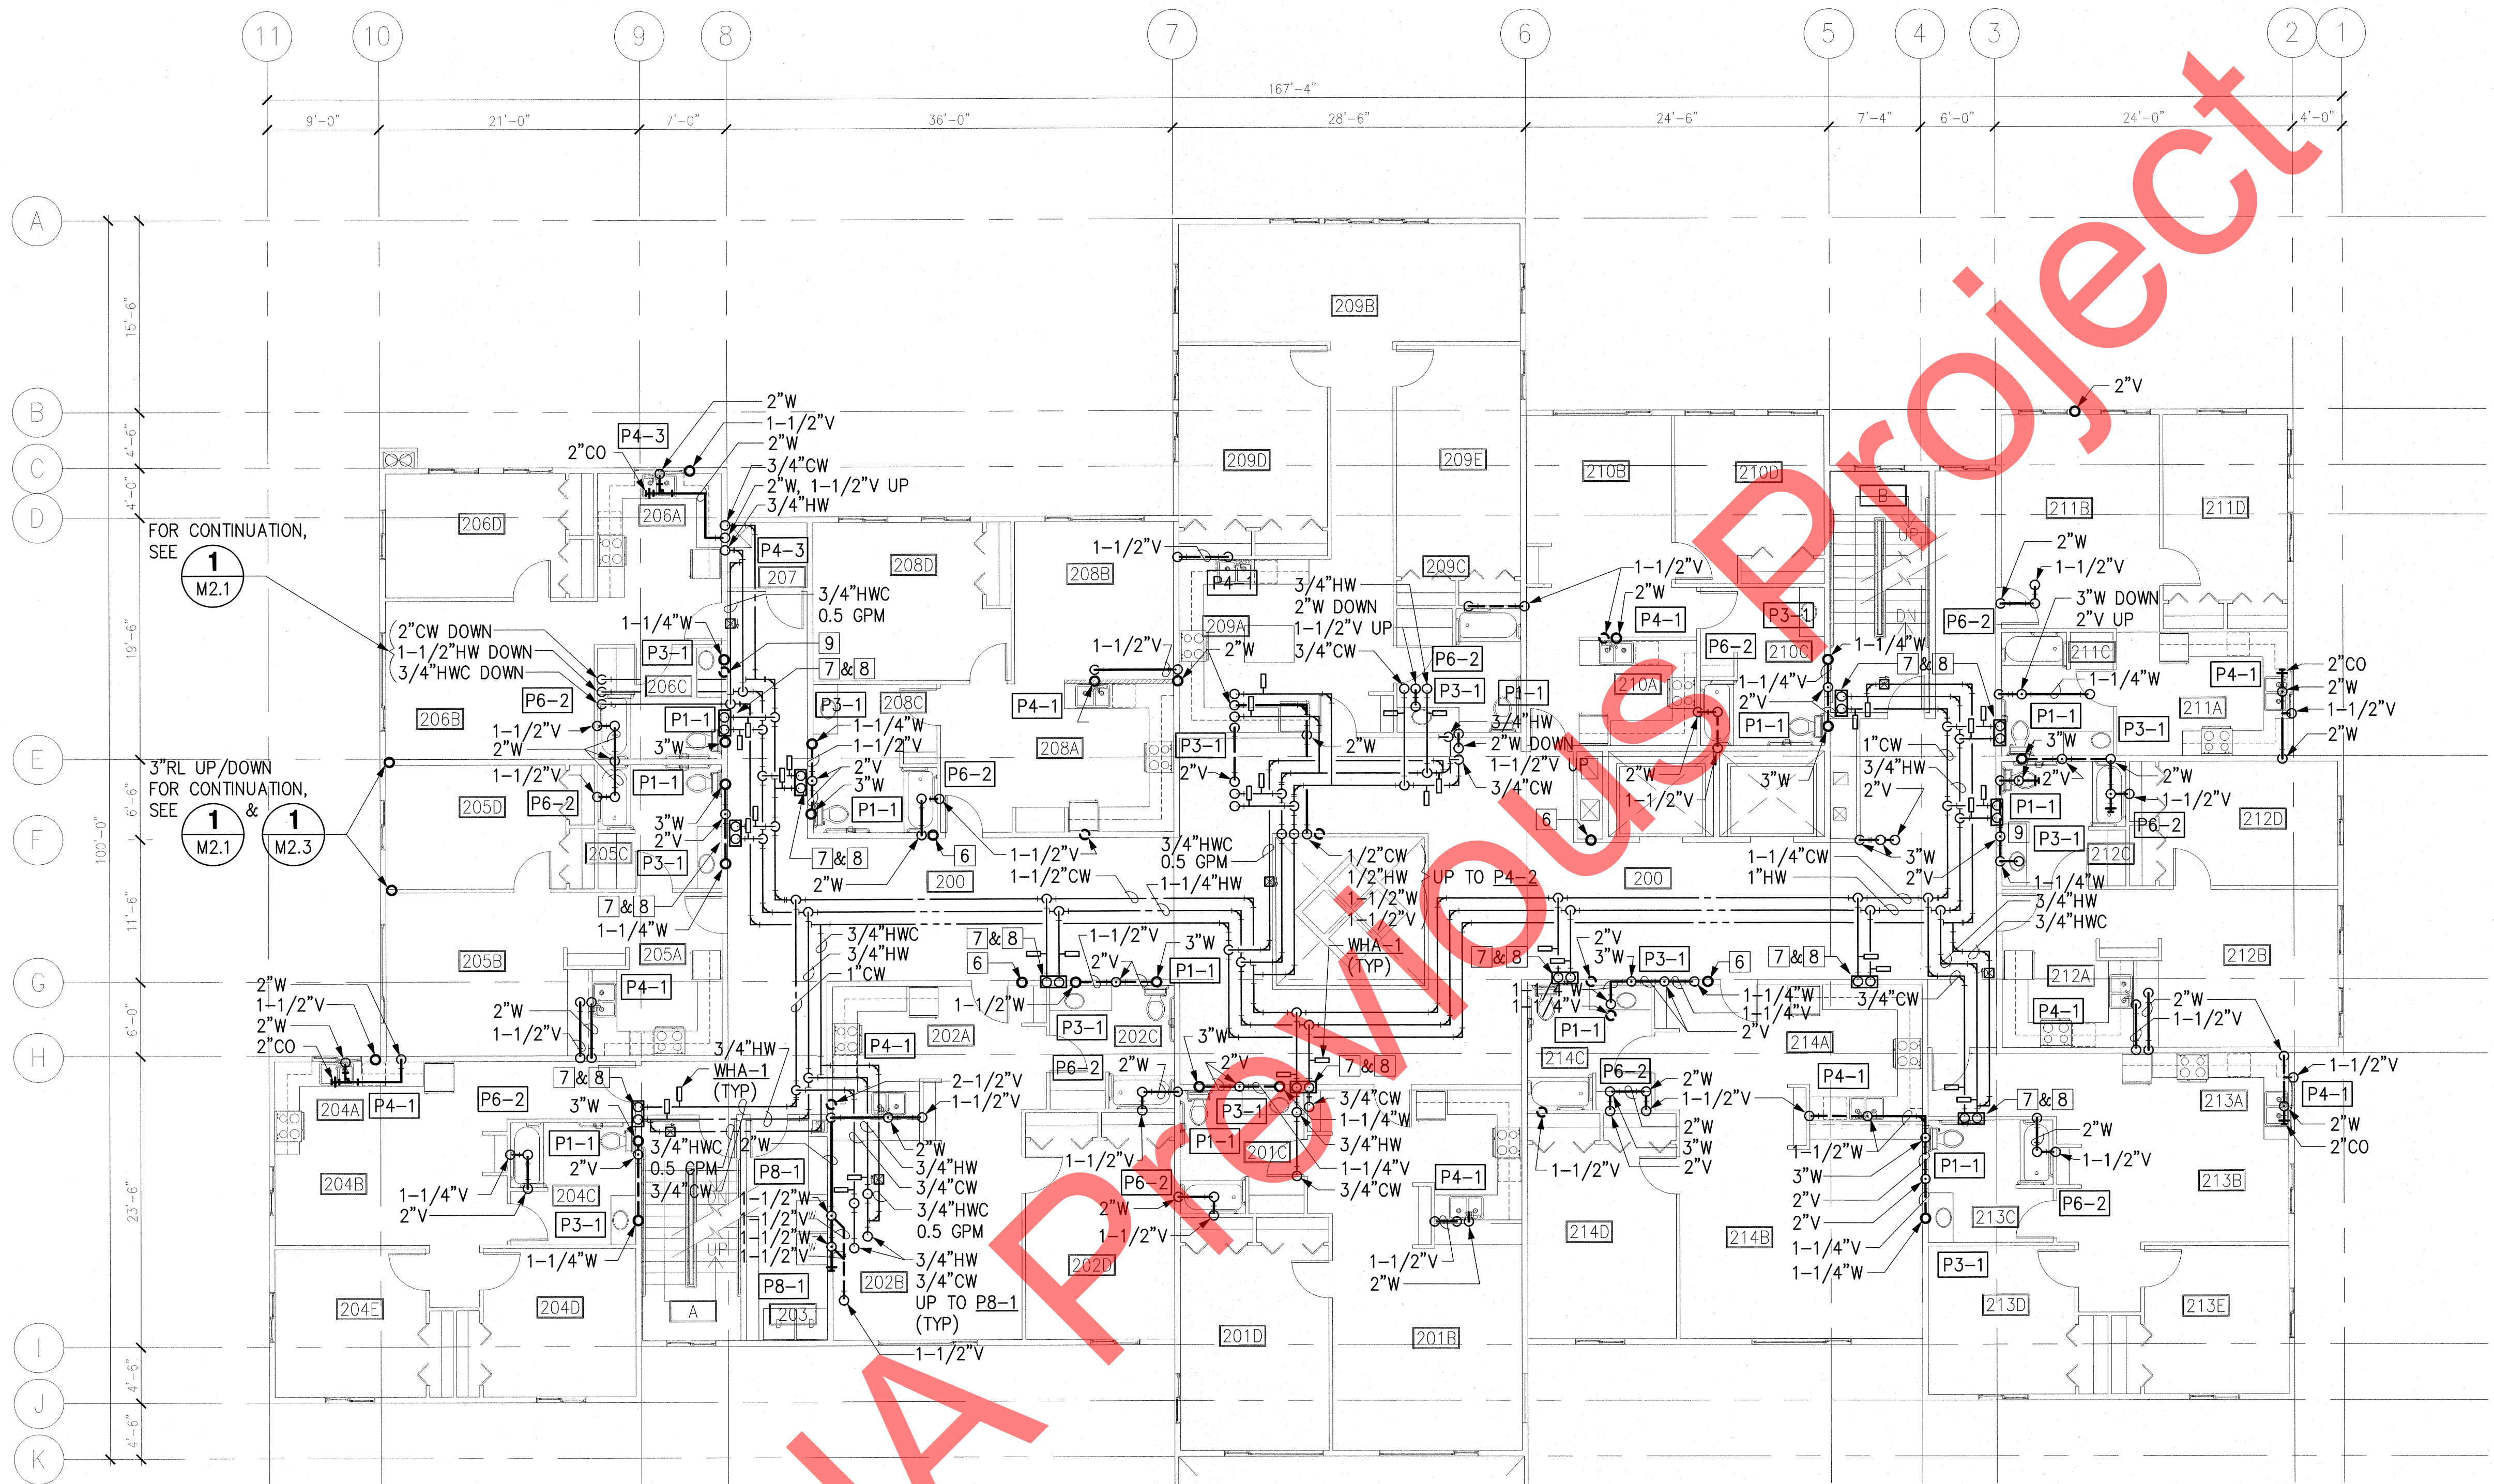 11 10 9 8 7 6 5 4 3 2 1
167'-4"
9'-0" 21'-0" 7'-0" 36'-0" 28'-6" 24'-6" 7'-4" 6'-0" 24'-0" 4'-0"
A
B
C
D
E
F
G
H
I
J
K
100'-0"
15'-6"
4'-6"
4'-0"
19'-6"
6'-6"
11'-6"
6'-0"
23'-6"
4'-6"
4'-6"
A Previous Project
FOR CONTINUATION,
SEE
1
M2.1
2"CW DOWN
1-1/2"HW DOWN
3/4"HWC DOWN
3"RL UP/DOWN
FOR CONTINUATION,
SEE
1
M2.1
&
1
M2.3
P4-3
2"CO
2"W
1-1/2"V
2"W
3/4"CW
2"W, 1-1/2"V UP
3/4"HW
P4-3
207
206D
206A
206B
206C
1-1/4"W
P3-1
P6-2
P1-1
3"W
1-1/2"V
2"W
1-1/2"V
P6-2
P1-1
3"W
2"V
P3-1
205D
205C
205B
205A
7 & 8
1-1/4"W
3/4"HWC
0.5 GPM
9
7 & 8
P3-1
1-1/4"W
1-1/2"V
2"V
3"W
P1-1
7 & 8
2"W
6
P6-2
208D
208B
208C
208A
P4-1
1-1/2"V
2"W
1-1/2"V
1-1/2"V
1-1/2"CW
1-1/4"HW
200
209B
209D
209E
209C
209A
P4-1
3/4"HW
2"W DOWN
1-1/2"V UP
3/4"CW
P6-2
P3-1
P1-1
3/4"HW
2"W DOWN
1-1/2"V UP
3/4"CW
P3-1
2"V
2"W
3/4"HWC
0.5 GPM
1/2"CW
1/2"HW
1-1/2"W
1-1/2"V
UP TO P4-2
WHA-1
(TYP)
210B
210D
1-1/2"V
2"W
P4-1
P3-1
P6-2
210C
210A
1-1/4"W
1-1/4"V
2"V
P1-1
3"W
2"W
1-1/2"V
6
200
B
UP
DN
7 & 8
P6-2
2"V
211B
211D
2"W
1-1/2"V
3"W DOWN
2"V UP
211C
P4-1
2"CO
2"W
1-1/2"V
2"W
1-1/4"W
P1-1
P3-1
211A
1"CW
3/4"HW
2"V
3"W
2"V
2"W
1-1/2"V
P1-1
P6-2
9
P3-1
212D
212C
3"W
2"V
1-1/4"CW
1"HW
1-1/4"W
3/4"HW
3/4"HWC
212A
212B
P4-1
2"W
1-1/2"V
3/4"CW
2"W
1-1/2"V
2"W
2"CO
P4-1
2"W
1-1/2"V
204A
P4-1
P6-2
7 & 8
3"W
P1-1
2"V
204B
204C
1-1/4"V
2"V
P3-1
1-1/4"W
204E
204D
3/4"HW
WHA-1
(TYP)
3/4"HWC
0.5 GPM
3/4"CW
DN
UP
A
3/4"HWC
3/4"HW
1"CW
6
7 & 8
1-1/2"V
2"V
3"W
P1-1
1-1/2"W
P3-1
202C
202A
P4-1
P6-2
2"W
2-1/2"V
1-1/2"V
2"W
2"W
P8-1
1-1/2"W
1-1/2"V
1-1/2"W
1-1/2"V
P8-1
203
202B
202D
3/4"HW
3/4"CW
3/4"HWC
0.5 GPM
3/4"HW
3/4"CW
UP TO P8-1
(TYP)
1-1/2"V
1-1/2"V
3"W
2"V
P3-1
P1-1
201C
7 & 8
3/4"CW
1-1/4"W
3/4"HW
1-1/4"V
3/4"CW
P6-2
2"W
1-1/2"V
P4-1
1-1/2"V
2"W
201D
201B
7 & 8
2"V
3"W
P3-1
6
7 & 8
1-1/4"W
1-1/4"V
P1-1
1-1/4"W
1-1/4"V
2"V
214C
214A
P6-2
2"W
1-1/2"V
2"W
3"W
2"V
1-1/2"V
214D
214B
P4-1
1-1/2"W
3"W
2"V
2"V
1-1/4"V
1-1/4"W
7 & 8
P1-1
2"W
1-1/2"V
P6-2
213C
P3-1
213A
213B
1-1/2"V
P4-1
2"W
2"CO
213D
213E